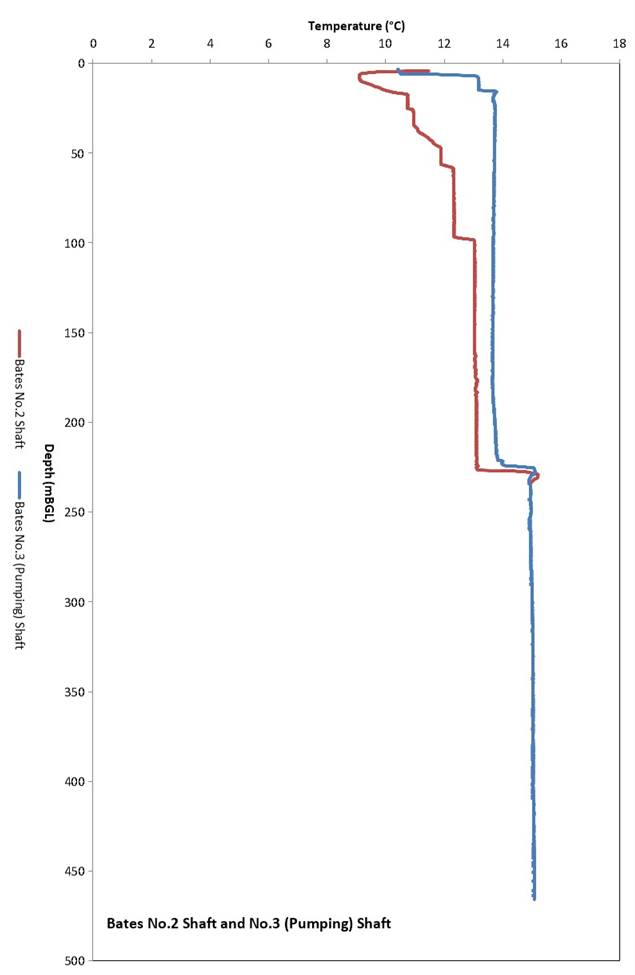 Temperature (°C)
0 2 4 6 8 10 12 14 16 18
0
50
100
150
200
250
300
350
400
450
500
Depth (mBGL)
Bates No.2 Shaft
Bates No.3 (Pumping) Shaft
Bates No.2 Shaft and No.3 (Pumping) Shaft